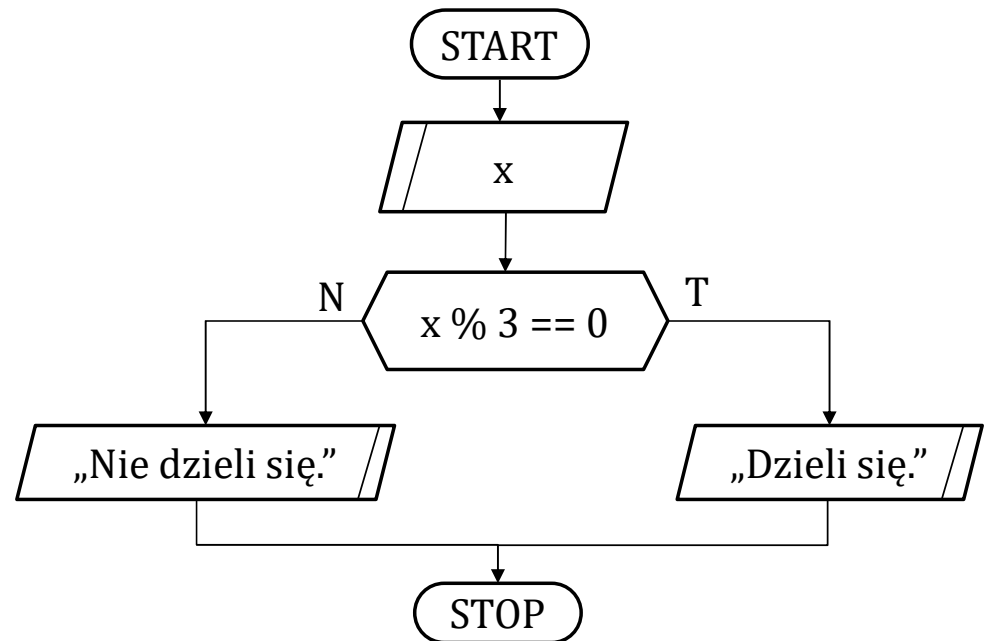 START
x
N
x % 3 == 0
T
„Nie dzieli się.”
„Dzieli się.”
STOP